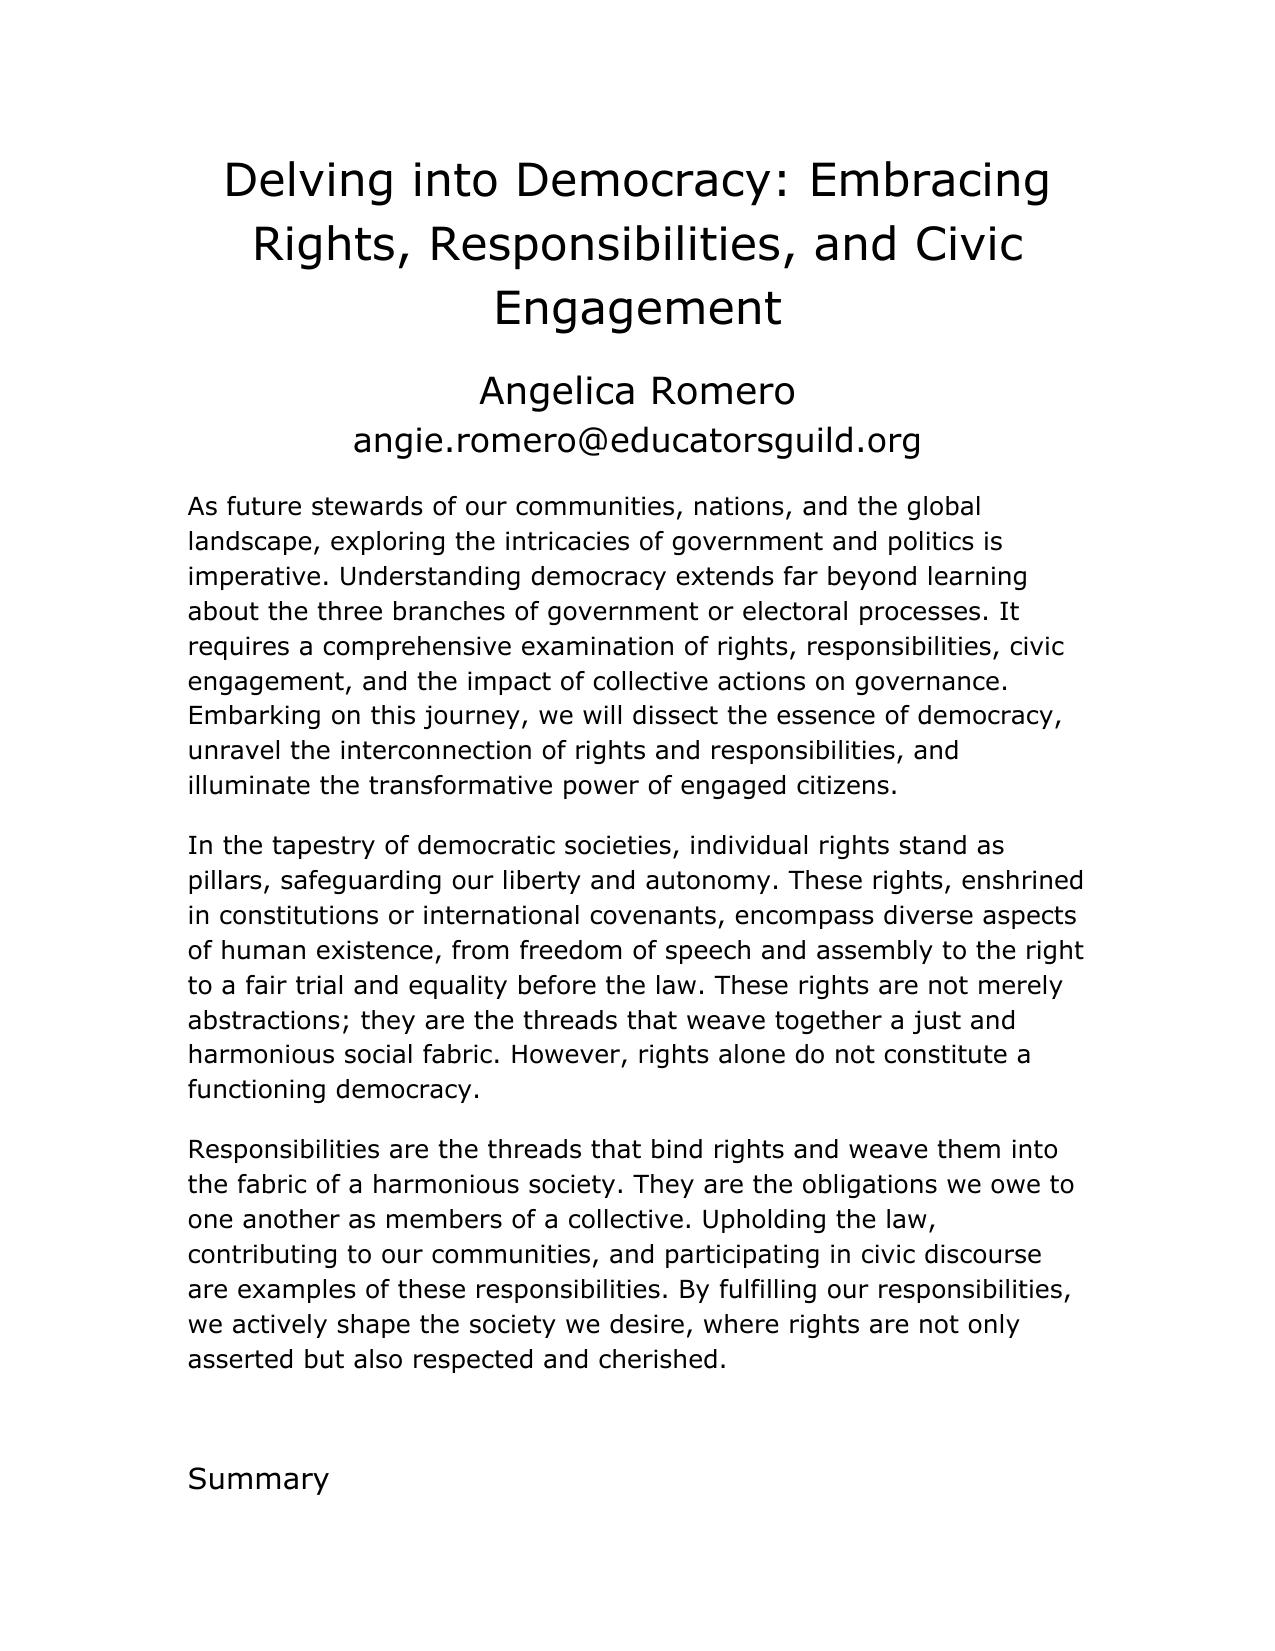 Delving into Democracy: Embracing
Rights, Responsibilities, and Civic
Engagement
Angelica Romero
angie.romero@educatorsguild.org
As future stewards of our communities, nations, and the global
landscape, exploring the intricacies of government and politics is
imperative. Understanding democracy extends far beyond learning
about the three branches of government or electoral processes. It
requires a comprehensive examination of rights, responsibilities, civic
engagement, and the impact of collective actions on governance.
Embarking on this journey, we will dissect the essence of democracy,
unravel the interconnection of rights and responsibilities, and
illuminate the transformative power of engaged citizens.
In the tapestry of democratic societies, individual rights stand as
pillars, safeguarding our liberty and autonomy. These rights, enshrined
in constitutions or international covenants, encompass diverse aspects
of human existence, from freedom of speech and assembly to the right
to a fair trial and equality before the law. These rights are not merely
abstractions; they are the threads that weave together a just and
harmonious social fabric. However, rights alone do not constitute a
functioning democracy.
Responsibilities are the threads that bind rights and weave them into
the fabric of a harmonious society. They are the obligations we owe to
one another as members of a collective. Upholding the law,
contributing to our communities, and participating in civic discourse
are examples of these responsibilities. By fulfilling our responsibilities,
we actively shape the society we desire, where rights are not only
asserted but also respected and cherished.
Summary